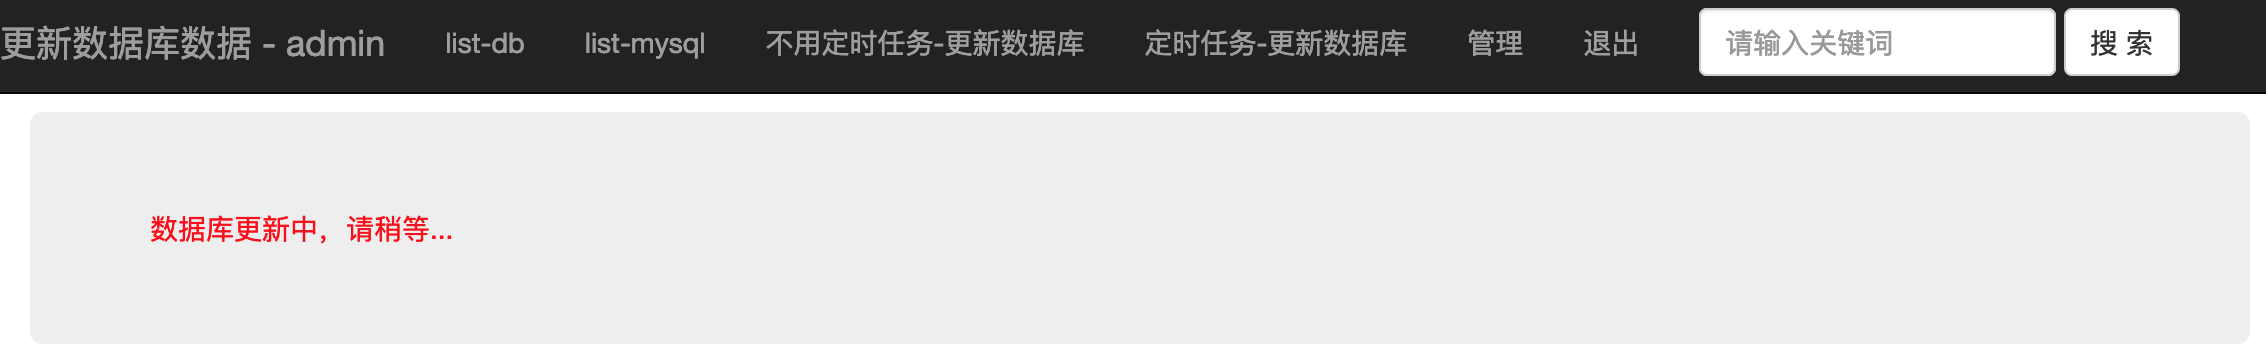 更新数据库数据 - admin list-db list-mysql 不用定时任务-更新数据库 定时任务-更新数据库 管理 退出 请输入关键词 搜 索
数据库更新中，请稍等...